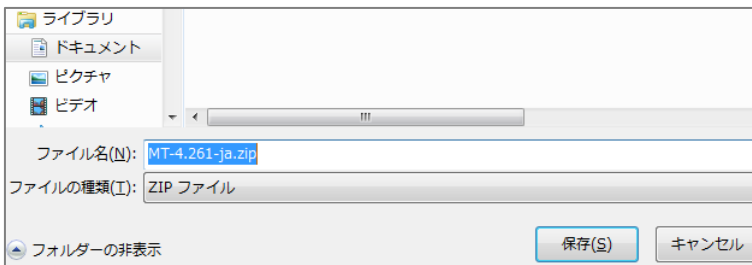 ライブラリ
ドキュメント
ピクチャ
ビデオ
ファイル名(N): MT-4.261-ja.zip
ファイルの種類(T): ZIP ファイル
フォルダーの非表示
保存(S) キャンセル